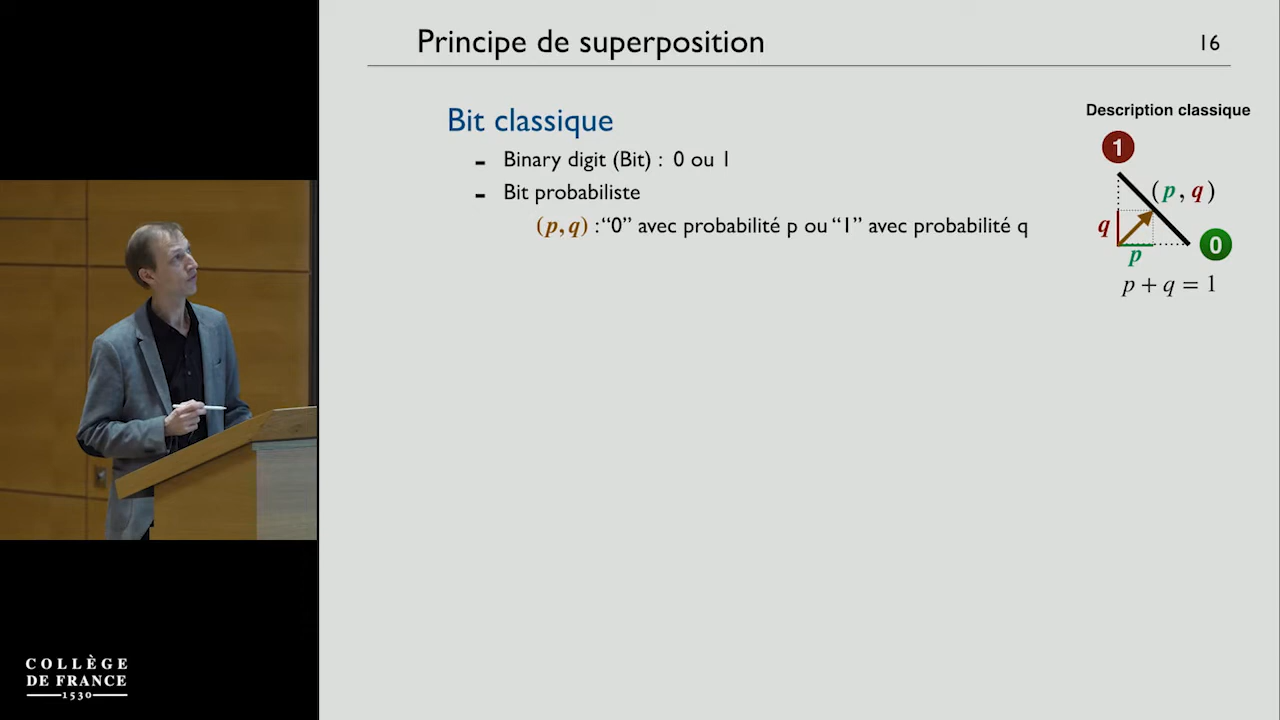 Principe de superposition
16
Bit classique
- Binary digit (Bit) : 0 ou 1
- Bit probabiliste
(p, q) : “0” avec probabilité p ou “1” avec probabilité q
Description classique
1
(p, q)
q
p
0
p + q = 1
COLLÈGE
DE FRANCE
1530